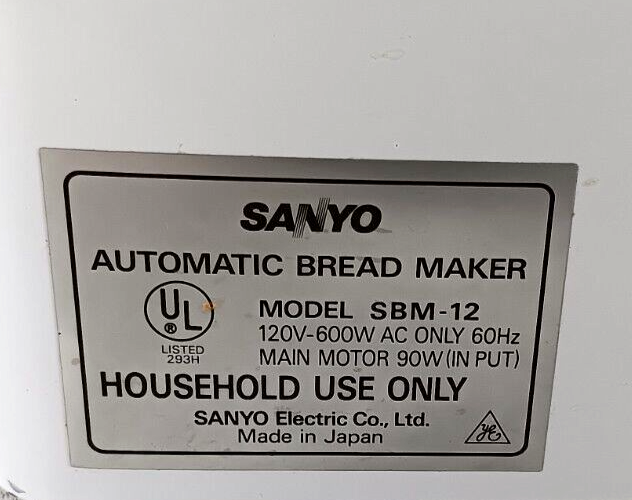 SANYO
AUTOMATIC BREAD MAKER
UL
®
LISTED
293H
MODEL SBM-12
120V-600W AC ONLY 60Hz
MAIN MOTOR 90W(IN PUT)
HOUSEHOLD USE ONLY
SANYO Electric Co., Ltd.
Made in Japan